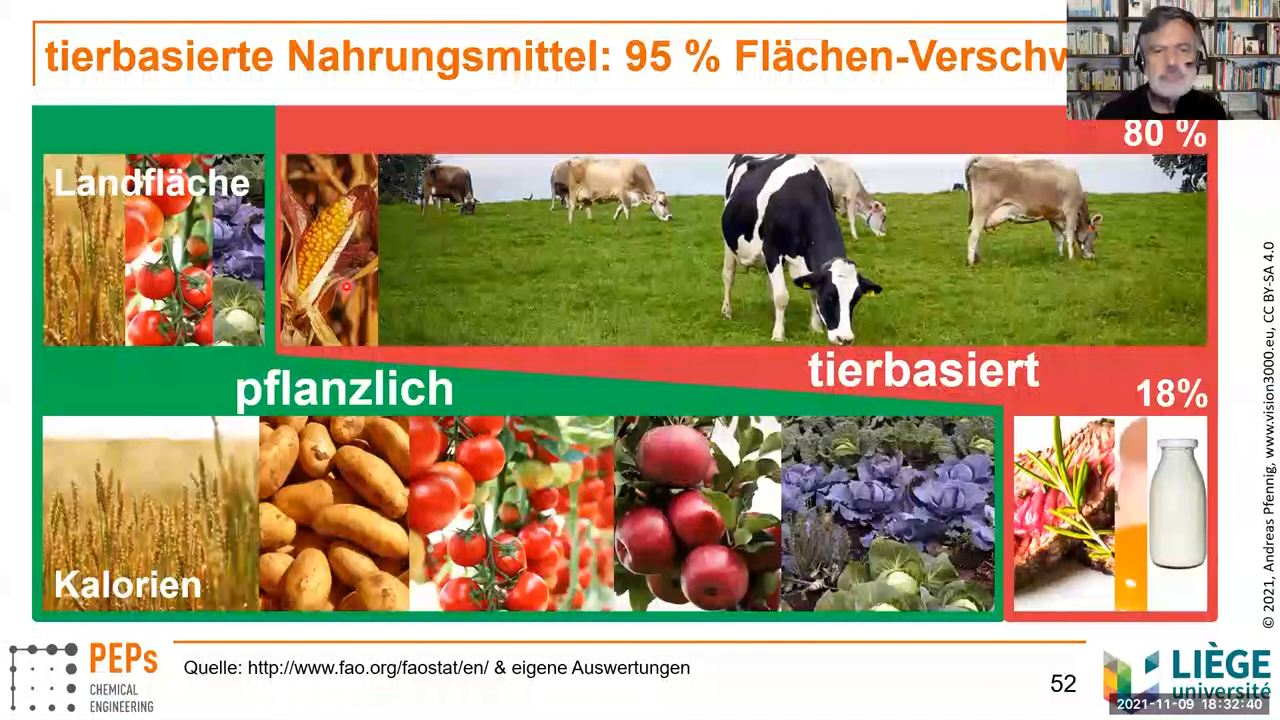 tierbasierte Nahrungsmittel: 95 % Flächen-Verschw
80 %
Landfläche
tierbasiert
pflanzlich
18%
Kalorien
© 2021, Andreas Pfennig, www.vision3000.eu, CC BY-SA 4.0
PEPs
CHEMICAL
ENGINEERING
Quelle: http://www.fao.org/faostat/en/ & eigene Auswertungen
52
LIÈGE
université
2021-11-09 18:32:40